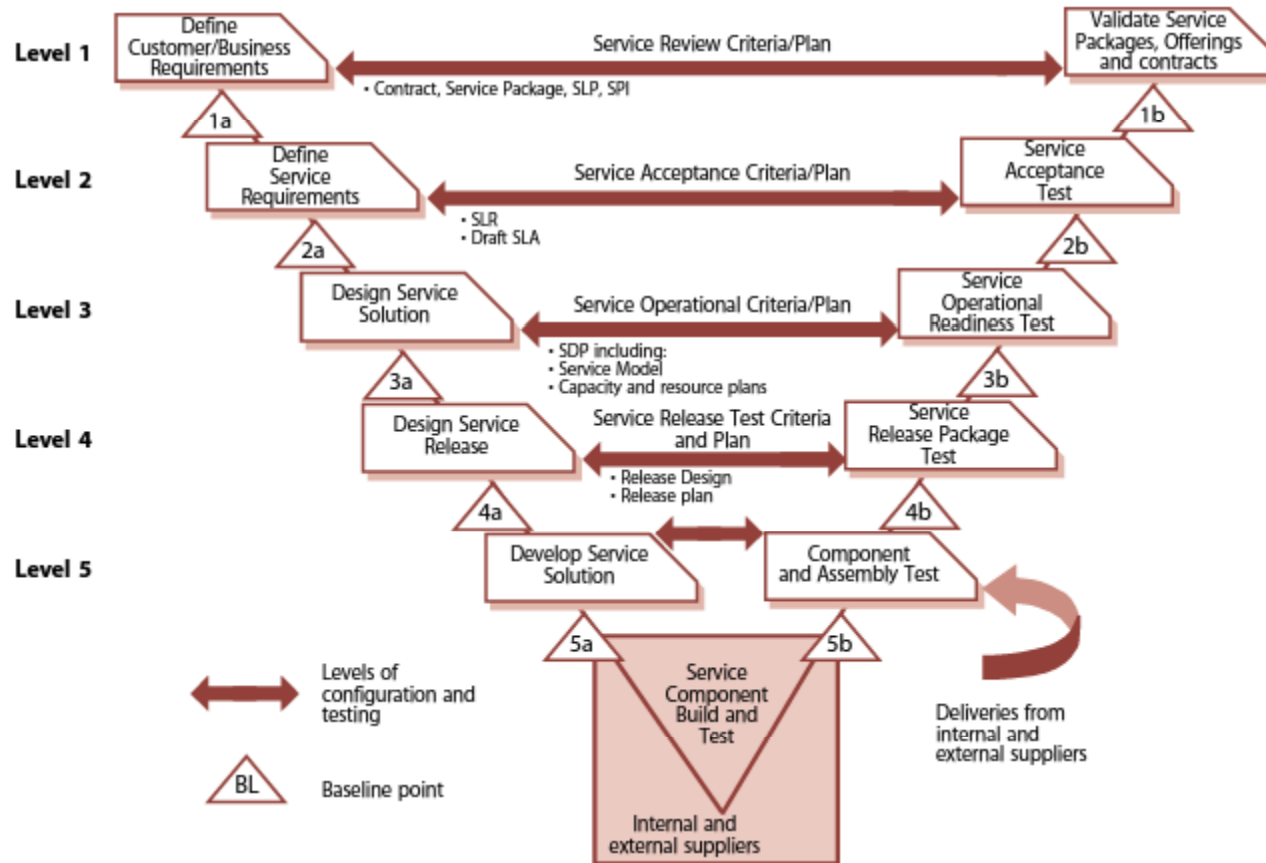 Level 1
Define
Customer/Business
Requirements
Service Review Criteria/Plan
• Contract, Service Package, SLP, SPI
Validate Service
Packages, Offerings
and contracts
1a
1b
Level 2
Define
Service
Requirements
Service Acceptance Criteria/Plan
• SLR
• Draft SLA
Service
Acceptance
Test
2a
2b
Level 3
Design Service
Solution
Service Operational Criteria/Plan
• SDP including:
• Service Model
• Capacity and resource plans
Service
Operational
Readiness Test
3a
3b
Level 4
Design Service
Release
Service Release Test Criteria
and Plan
• Release Design
• Release plan
Service
Release Package
Test
4a
4b
Level 5
Develop Service
Solution
Component
and Assembly Test
5a
5b
Service
Component
Build and
Test
Internal and
external suppliers
Deliveries from
internal and
external suppliers
Levels of
configuration and
testing
BL
Baseline point